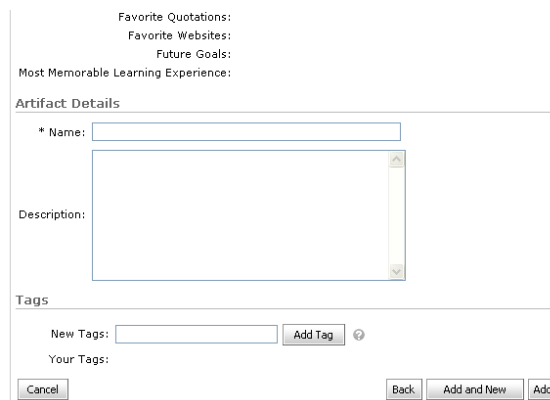 Favorite Quotations:
Favorite Websites:
Future Goals:
Most Memorable Learning Experience:
Artifact Details
* Name:
Description:
Tags
New Tags: Add Tag ?
Your Tags:
Cancel Back Add and New Add